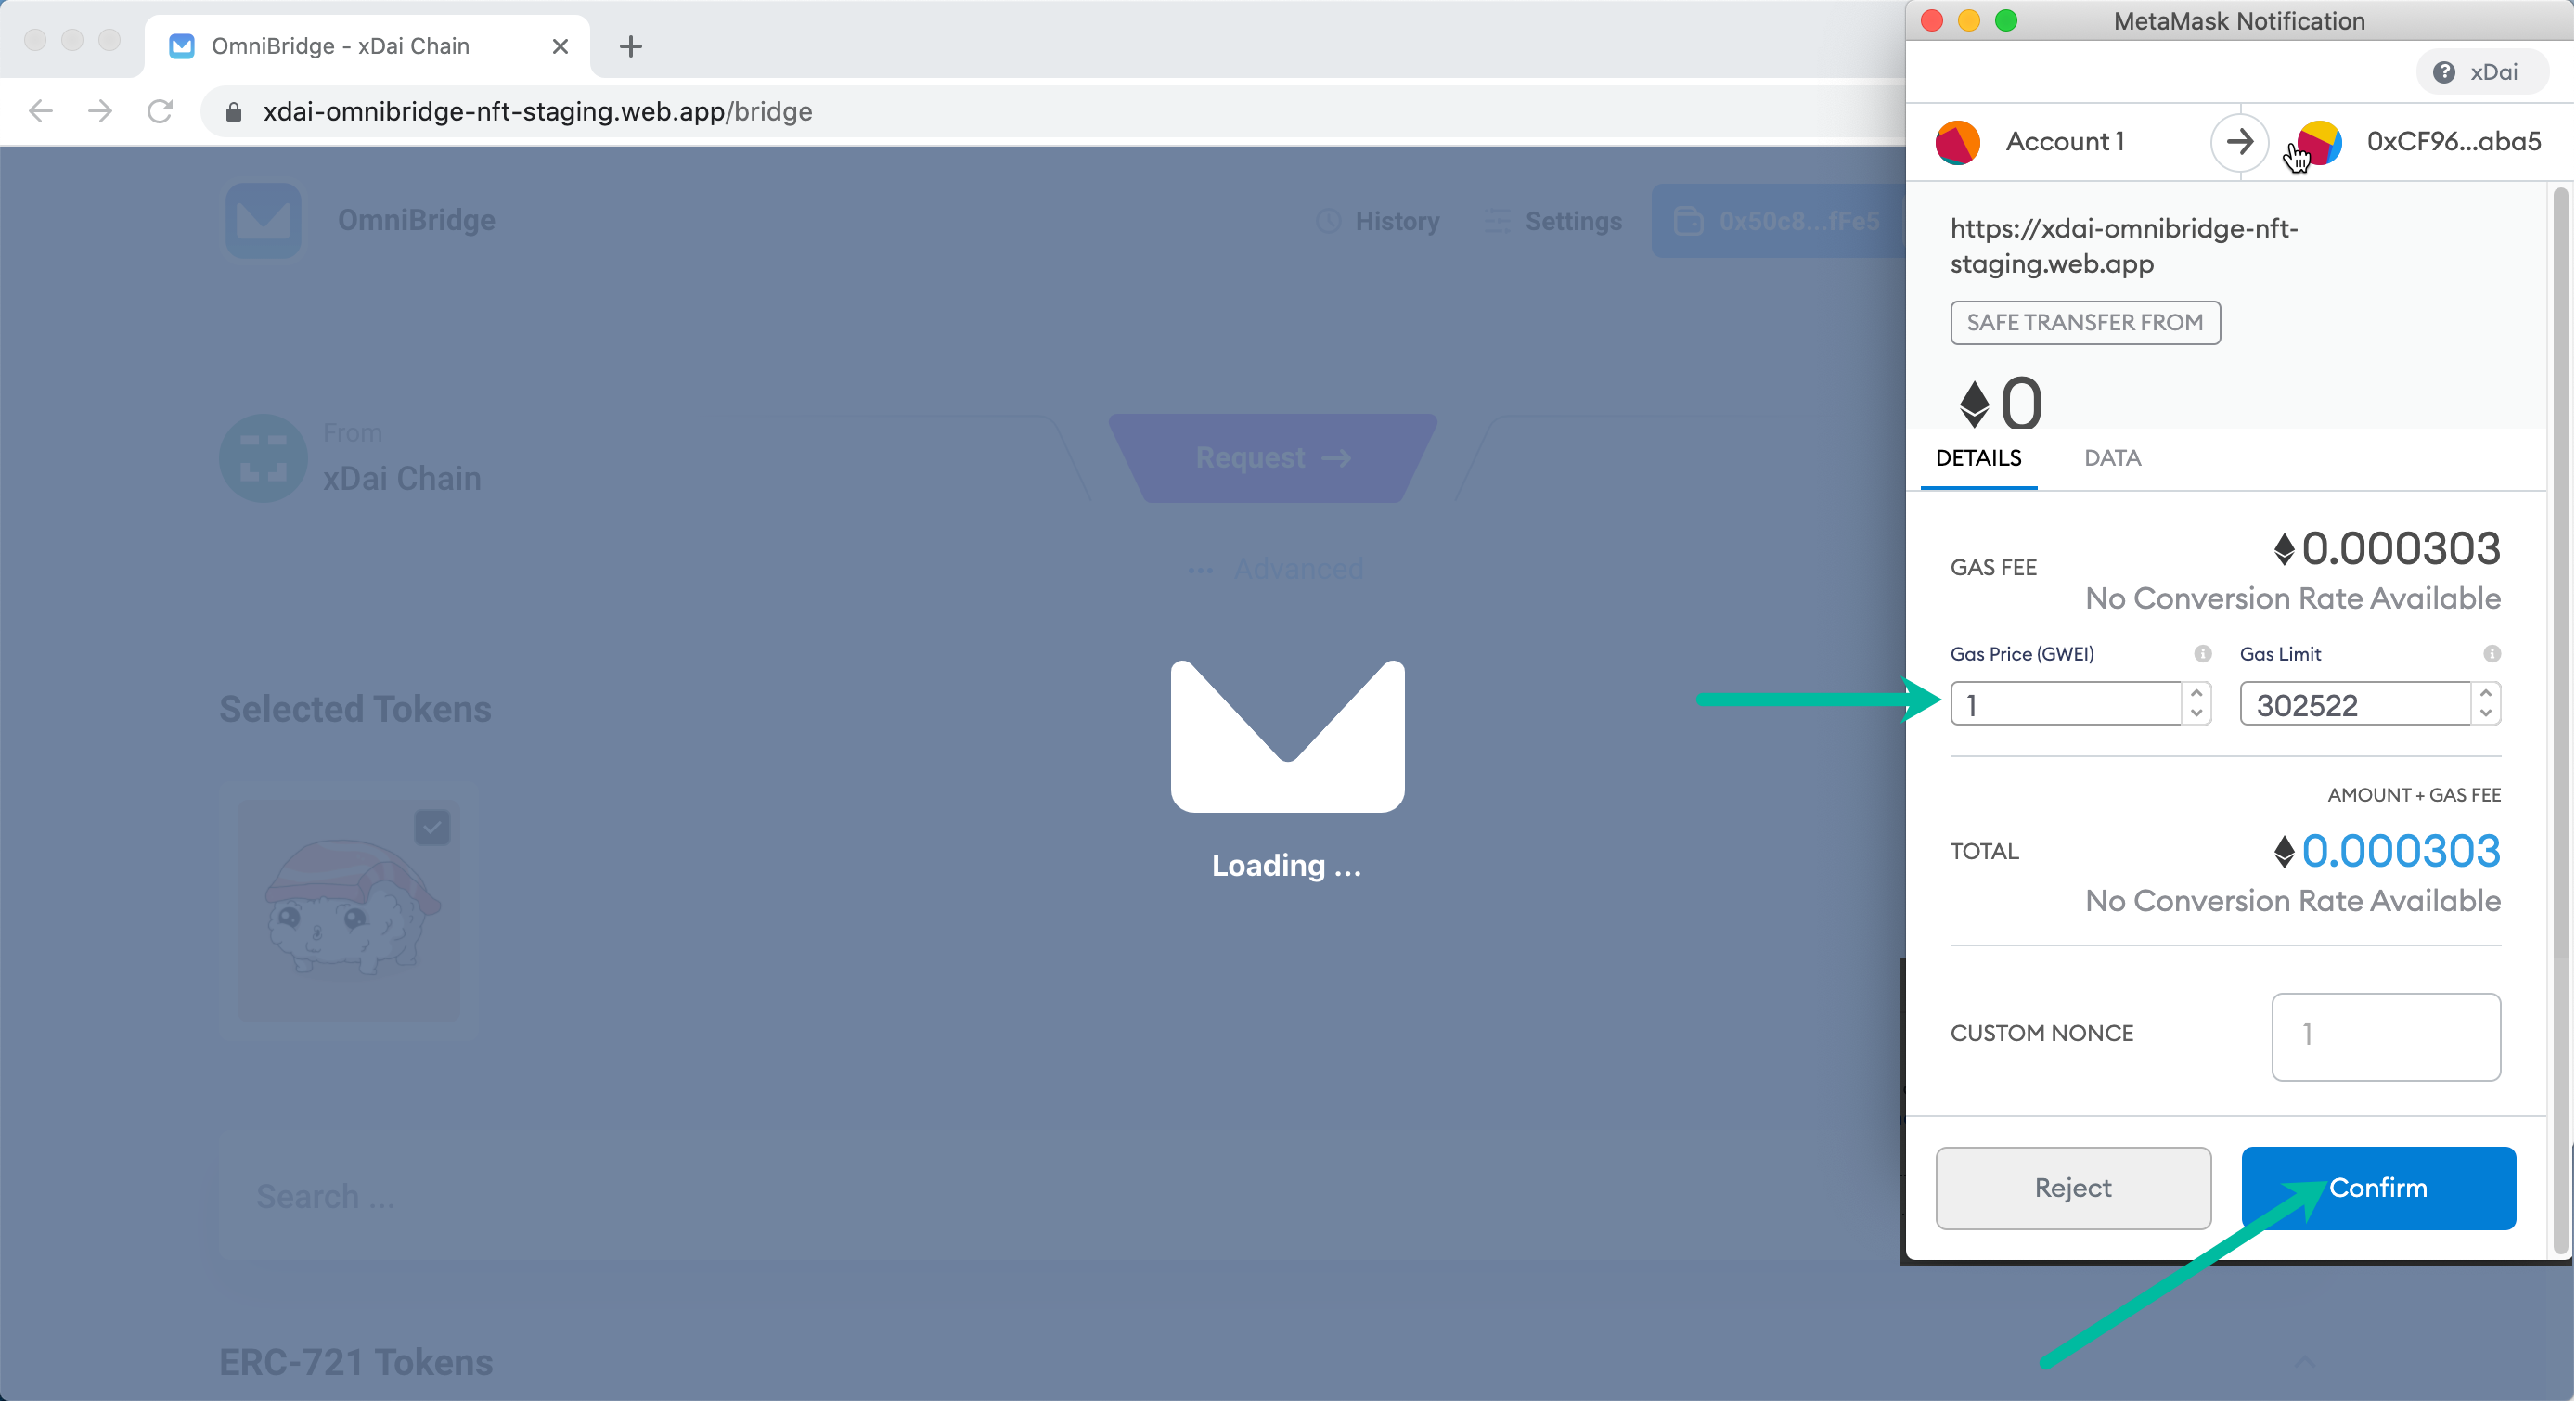 OmniBridge - xDai Chain
xdai-omnibridge-nft-staging.web.app/bridge
OmniBridge
History
Settings
0x50c8...fFe5
From
xDai Chain
Request →
... Advanced
Selected Tokens
Loading ...
Search ...
ERC-721 Tokens
MetaMask Notification
? xDai
Account 1
0xCF96...aba5
https://xdai-omnibridge-nft-
staging.web.app
SAFE TRANSFER FROM
0
DETAILS
DATA
GAS FEE
0.000303
No Conversion Rate Available
Gas Price (GWEI)
Gas Limit
1
302522
AMOUNT + GAS FEE
TOTAL
0.000303
No Conversion Rate Available
CUSTOM NONCE
1
Reject
Confirm